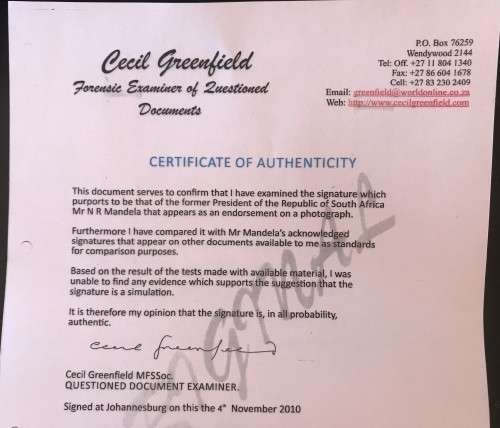 P.O. Box 76259
Wendywood 2144
Tel: Off. +27 11 804 1340
Fax: +27 86 604 1678
Cell: +27 83 230 2409
Email: greenfield@worldonline.co.za
Web: http://www.cecilgreenfield.com
Cecil Greenfield
Forensic Examiner of Questioned
Documents
CERTIFICATE OF AUTHENTICITY
This document serves to confirm that I have examined the signature which
purports to be that of the former President of the Republic of South Africa
Mr N R Mandela that appears as an endorsement on a photograph.
Furthermore I have compared it with Mr Mandela's acknowledged
signatures that appear on other documents available to me as standards
for comparison purposes.
Based on the result of the tests made with available material, I was
unable to find any evidence which supports the suggestion that the
signature is a simulation.
It is therefore my opinion that the signature is, in all probability,
authentic.
Cecil Greenfield
Cecil Greenfield MFSSoc.
QUESTIONED DOCUMENT EXAMINER.
Signed at Johannesburg on this the 4th November 2010